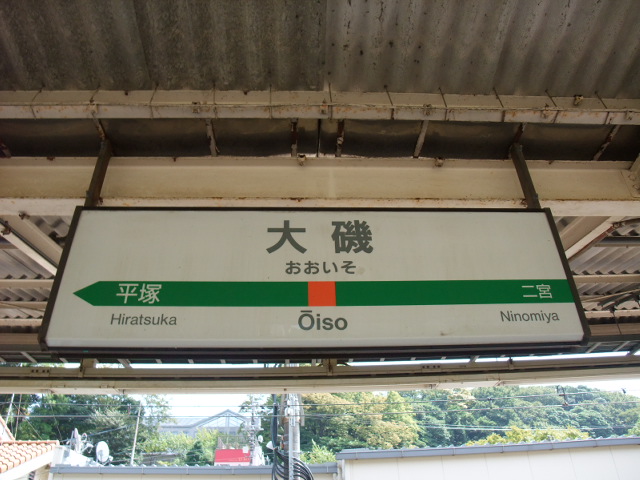 大磯
おおいそ
平塚 二宮
Hiratsuka Ōiso Ninomiya